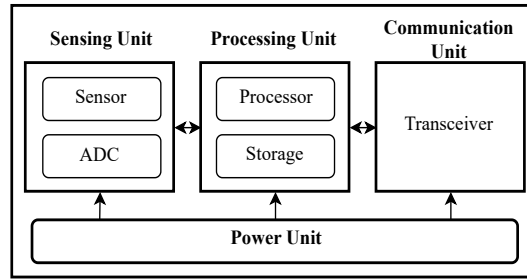 Sensing Unit
Processing Unit
Communication
Unit
Sensor
ADC
Processor
Storage
Transceiver
Power Unit